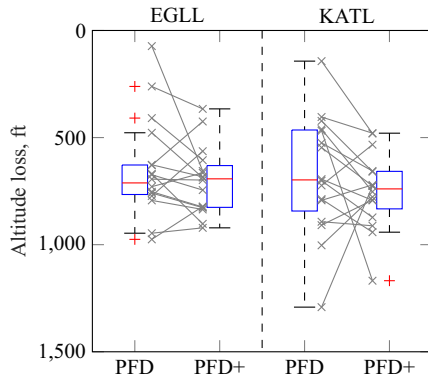 EGLL KATL
0
500
1,000
1,500
Altitude loss, ft
PFD PFD+ PFD PFD+